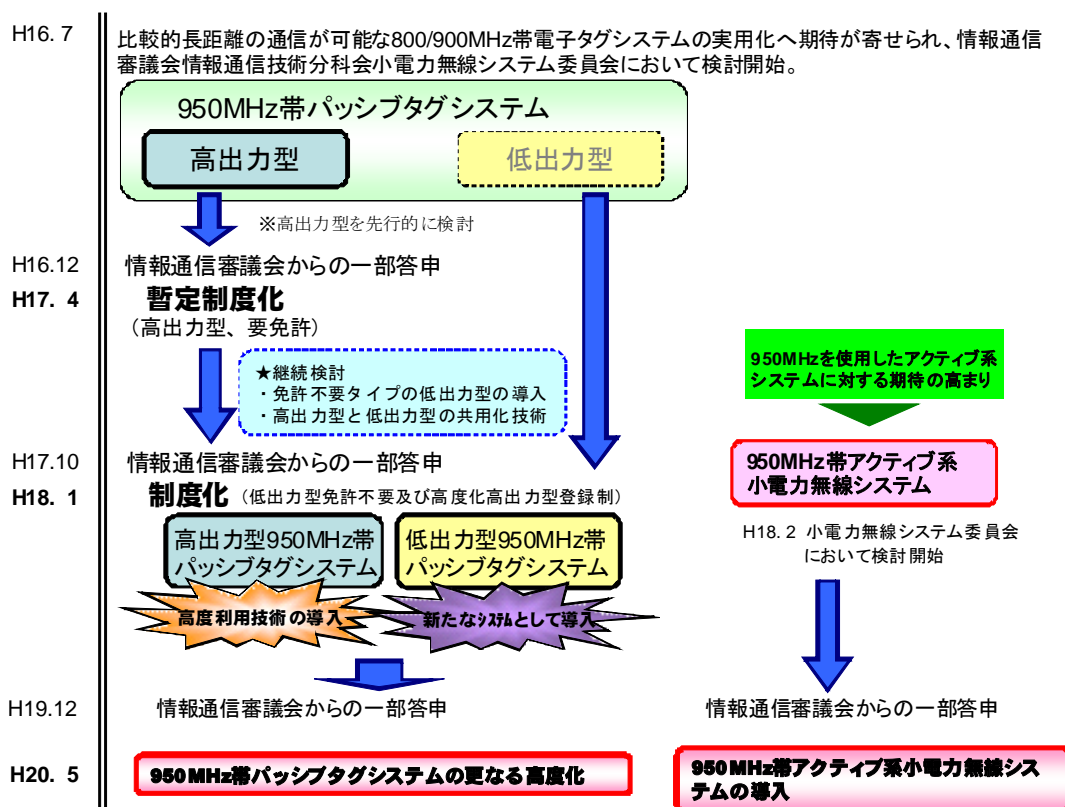 H16. 7
比較的長距離の通信が可能な800/900MHz帯電子タグシステムの実用化へ期待が寄せられ、情報通信
審議会情報通信技術分科会小電力無線システム委員会において検討開始。
950MHz帯パッシブタグシステム
高出力型
低出力型
※高出力型を先行的に検討
H16.12
情報通信審議会からの一部答申
H17. 4
暫定制度化
（高出力型、要免許）
★継続検討
・免許不要タイプの低出力型の導入
・高出力型と低出力型の共用化技術
950MHzを使用したアクティブ系
システムに対する期待の高まり
H17.10
情報通信審議会からの一部答申
950MHz帯アクティブ系
小電力無線システム
H18. 1
制度化（低出力型免許不要及び高度化高出力型登録制）
H18. 2 小電力無線システム委員会
において検討開始
高出力型950MHz帯
パッシブタグシステム
低出力型950MHz帯
パッシブタグシステム
高度利用技術の導入
新たなｼｽﾃﾑとして導入
H19.12
情報通信審議会からの一部答申
情報通信審議会からの一部答申
H20. 5
950MHz帯パッシブタグシステムの更なる高度化
950MHz帯アクティブ系小電力無線シス
テムの導入